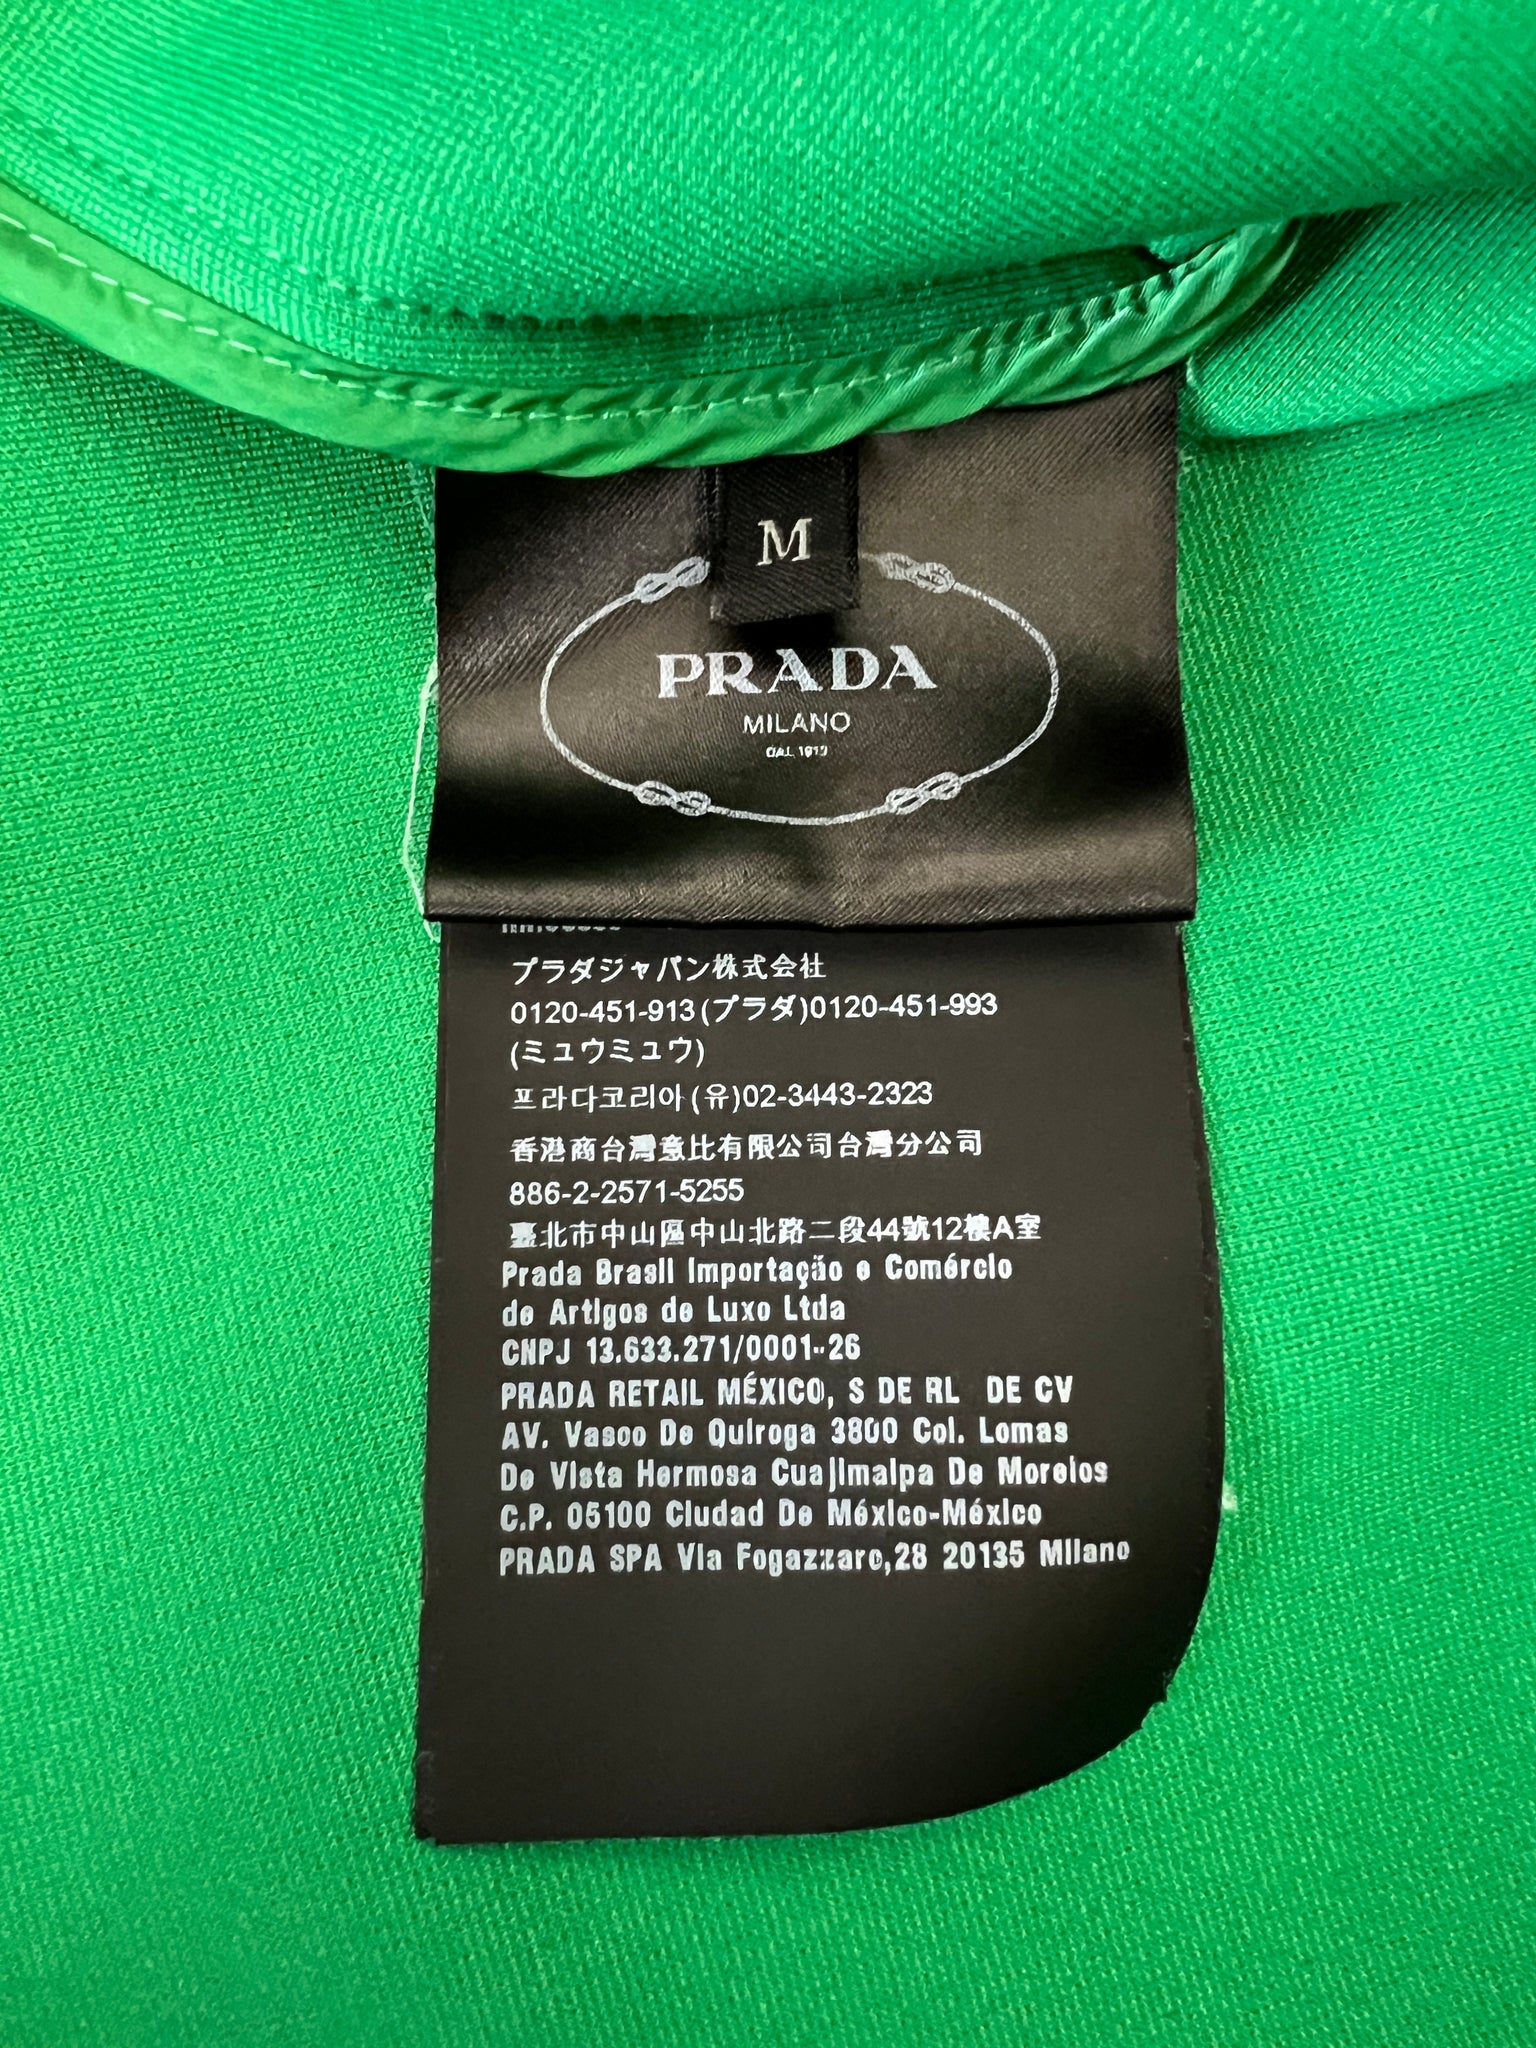 M
PRADA
MILANO
DAL 1913
プラダジャパン株式会社
0120-451-913(プラダ)0120-451-993
(ミュウミュウ)
프라다코리아(유)02-3443-2323
香港商台灣意比有限公司台灣分公司
886-2-2571-5255
臺北市中山區中山北路二段44號12樓A室
Prada Brasil Importação e Comércio
de Artigos de Luxo Ltda
CNPJ 13.633.271/0001-26
PRADA RETAIL MÉXICO, S DE RL DE CV
AV. Vasco De Quiroga 3800 Col. Lomas
De Vista Hermosa Cuajimalpa De Morelos
C.P. 05100 Ciudad De México-México
PRADA SPA Via Fogazzaro,28 20135 Milano